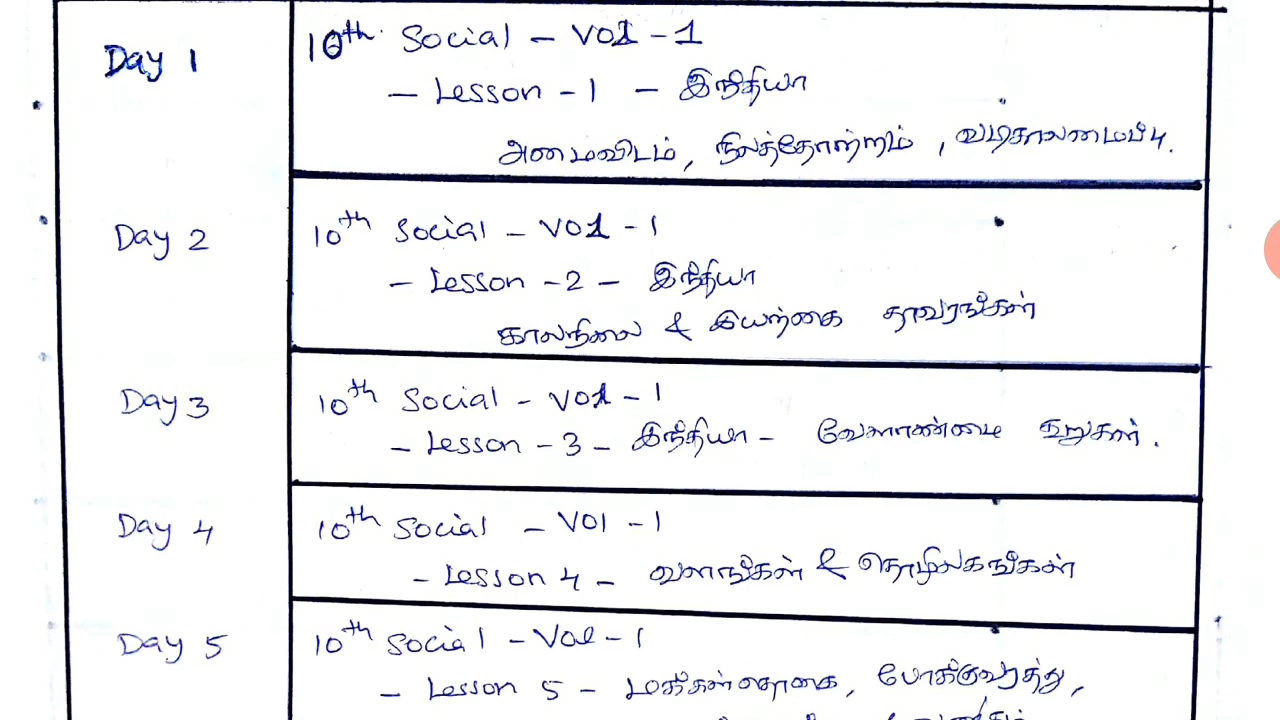 Day 1
10th Social - Vol - 1
- Lesson - 1 - இந்தியா
அமைவிடம், நிலத்தோற்றம், வடிகாலமைப்பு.
Day 2
10th Social - Vol - 1
- Lesson - 2 - இந்தியா
காலநிலை & இயற்கை தாவரங்கள்
Day 3
10th Social - Vol - 1
- Lesson - 3 - இந்தியா - வேளாண்மை கூறுகள்.
Day 4
10th Social - Vol - 1
- Lesson 4 - வளங்கள் & தொழிலகங்கள்
Day 5
10th Social - Vol - 1
- Lesson 5 - மக்கள்தொகை, போக்குவரத்து,